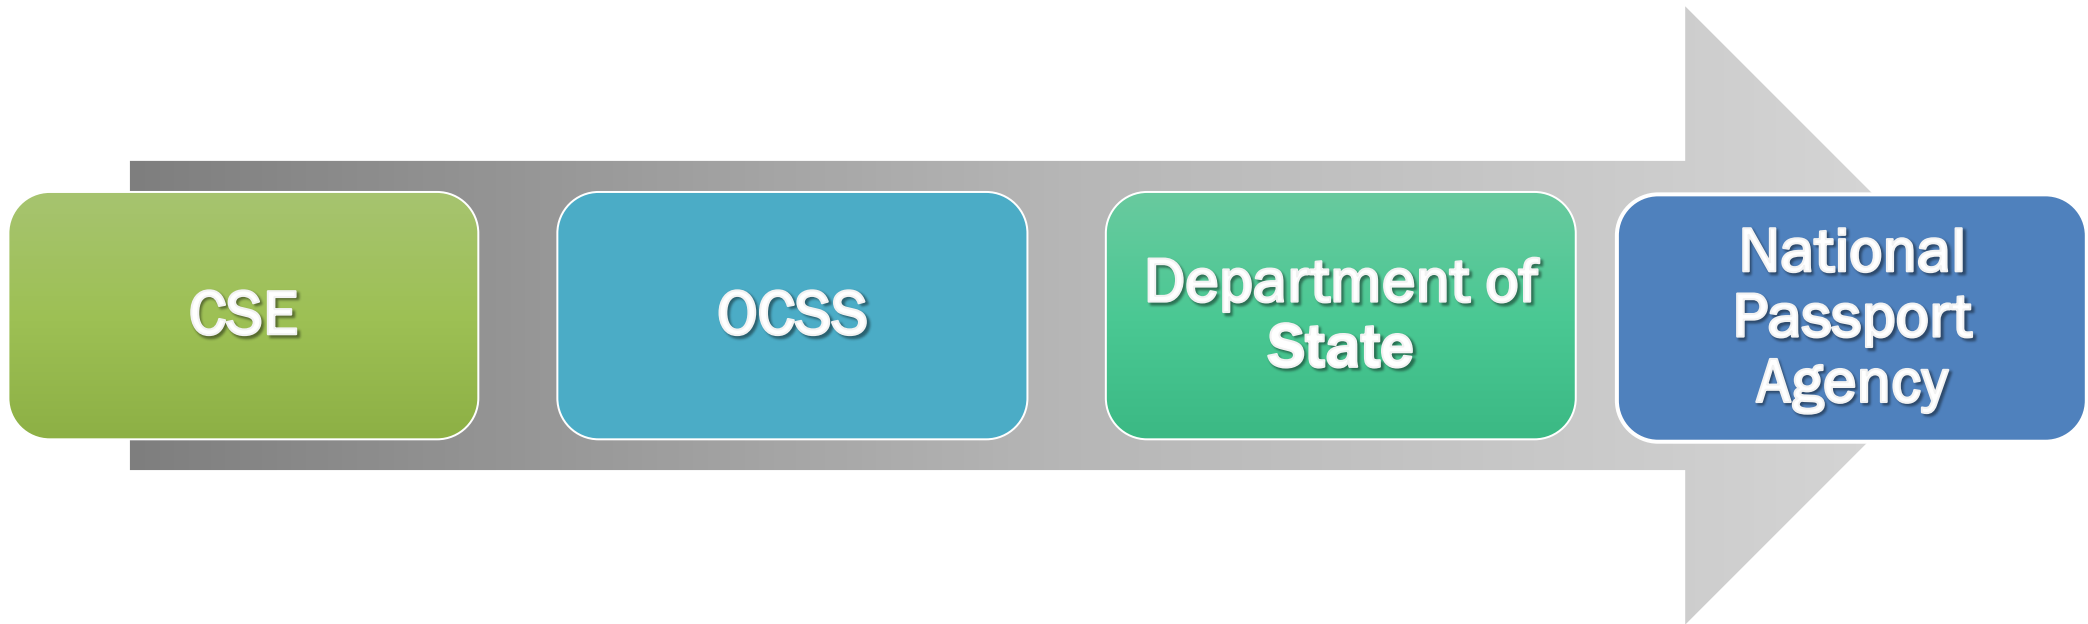 CSE
OCSS
Department of
State
National
Passport
Agency